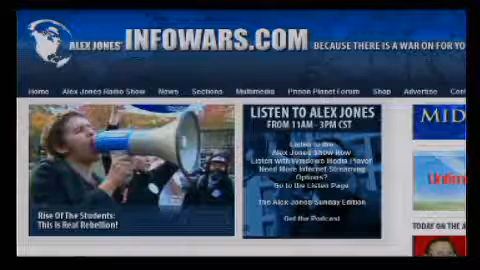 ALEX JONES' INFOWARS.COM BECAUSE THERE IS A WAR ON FOR YO
Home Alex Jones Radio Show News Sections Multimedia Prison Planet Forum Shop Advertise Con
LISTEN TO ALEX JONES
FROM 11AM - 3PM CST
Listen to the
Alex Jones Show Now
Listen with Windows Media Player
Need More Internet Streaming
Options?
Go to the Listen Page
The Alex Jones Sunday Edition
Get the Podcast
Rise Of The Students:
This Is Real Rebellion!
MID
Unlim
TODAY ON THE A